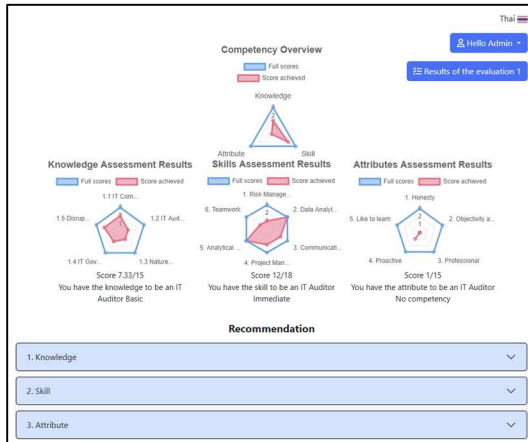 Thai
Hello Admin
Results of the evaluation 1
Competency Overview
Full scores
Score achieved
Knowledge
2
Attribute
Skill
Knowledge Assessment Results
Full scores
Score achieved
1.1 IT Com...
1.5 Disrup...
1.2 IT Aud...
1
1.4 IT Gov...
1.3 Nature...
Score 7.33/15
You have the knowledge to be an IT
Auditor Basic
Skills Assessment Results
Full scores
Score achieved
1. Risk Manage...
6. Teamwork
2
2. Data Analyt...
5. Analytical ...
3. Communicati...
4. Project Man...
Score 12/18
You have the skill to be an IT Auditor
Immediate
Attributes Assessment Results
Full scores
Score achieved
1. Honesty
5. Like to learn
2
1
2. Objectivity a...
4. Proactive
3. Professional
Score 1/15
You have the attribute to be an IT Auditor
No competency
Recommendation
1. Knowledge
2. Skill
3. Attribute